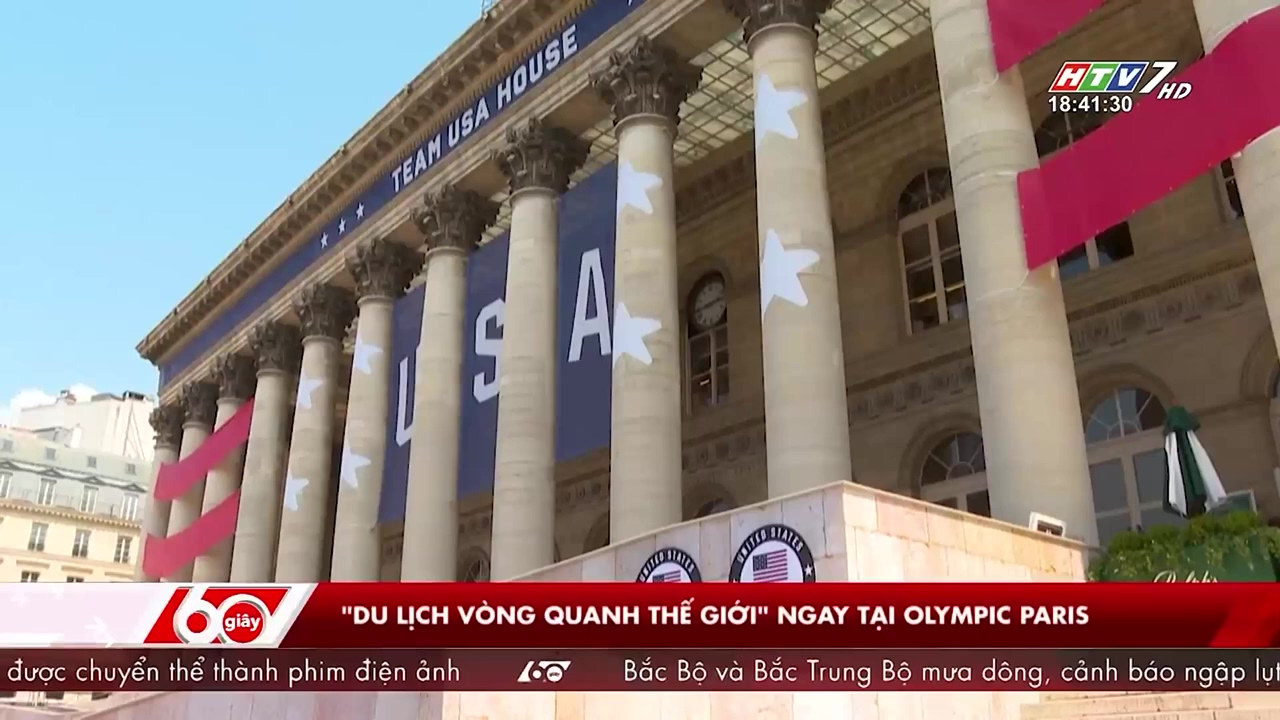 HTV7 HD
18:41:30
TEAM USA HOUSE
USA
UNITED STATES
UNITED STATES
60 giây
"DU LỊCH VÒNG QUANH THẾ GIỚI" NGAY TẠI OLYMPIC PARIS
được chuyển thể thành phim điện ảnh
60 giây
Bắc Bộ và Bắc Trung Bộ mưa dông, cảnh báo ngập lụt